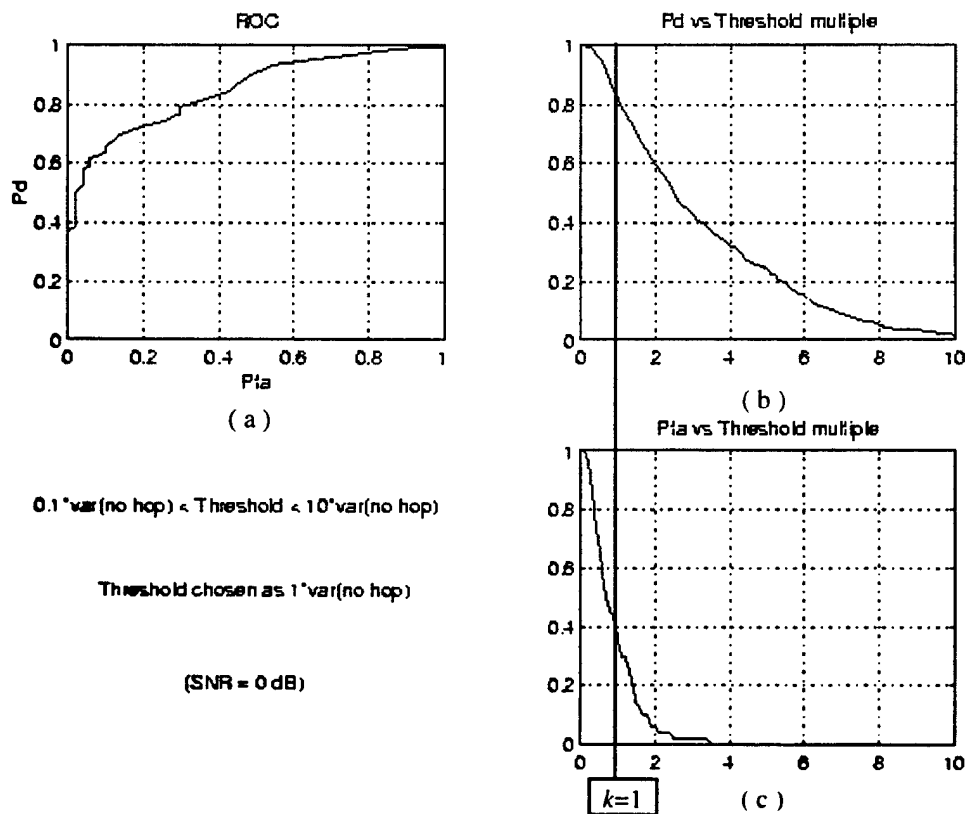 ROC
1
0.8
0.6
0.4
0.2
0
Pd
0 0.2 0.4 0.6 0.8 1
Pfa
( a )
Pd vs Threshold multiple
1
0.8
0.6
0.4
0.2
0
0 2 4 6 8 10
( b )
Pfa vs Threshold multiple
1
0.8
0.6
0.4
0.2
0
0 2 4 6 8 10
k=1
( c )
0.1*var(no hop) < Threshold < 10*var(no hop)
Threshold chosen as 1*var(no hop)
(SNR = 0 dB)